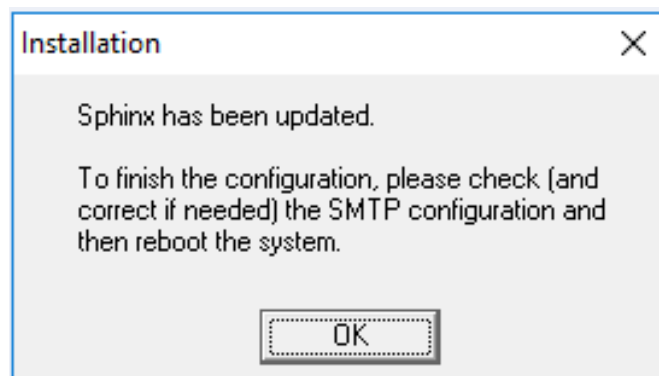 Installation
Sphinx has been updated.
To finish the configuration, please check (and
correct if needed) the SMTP configuration and
then reboot the system.
OK